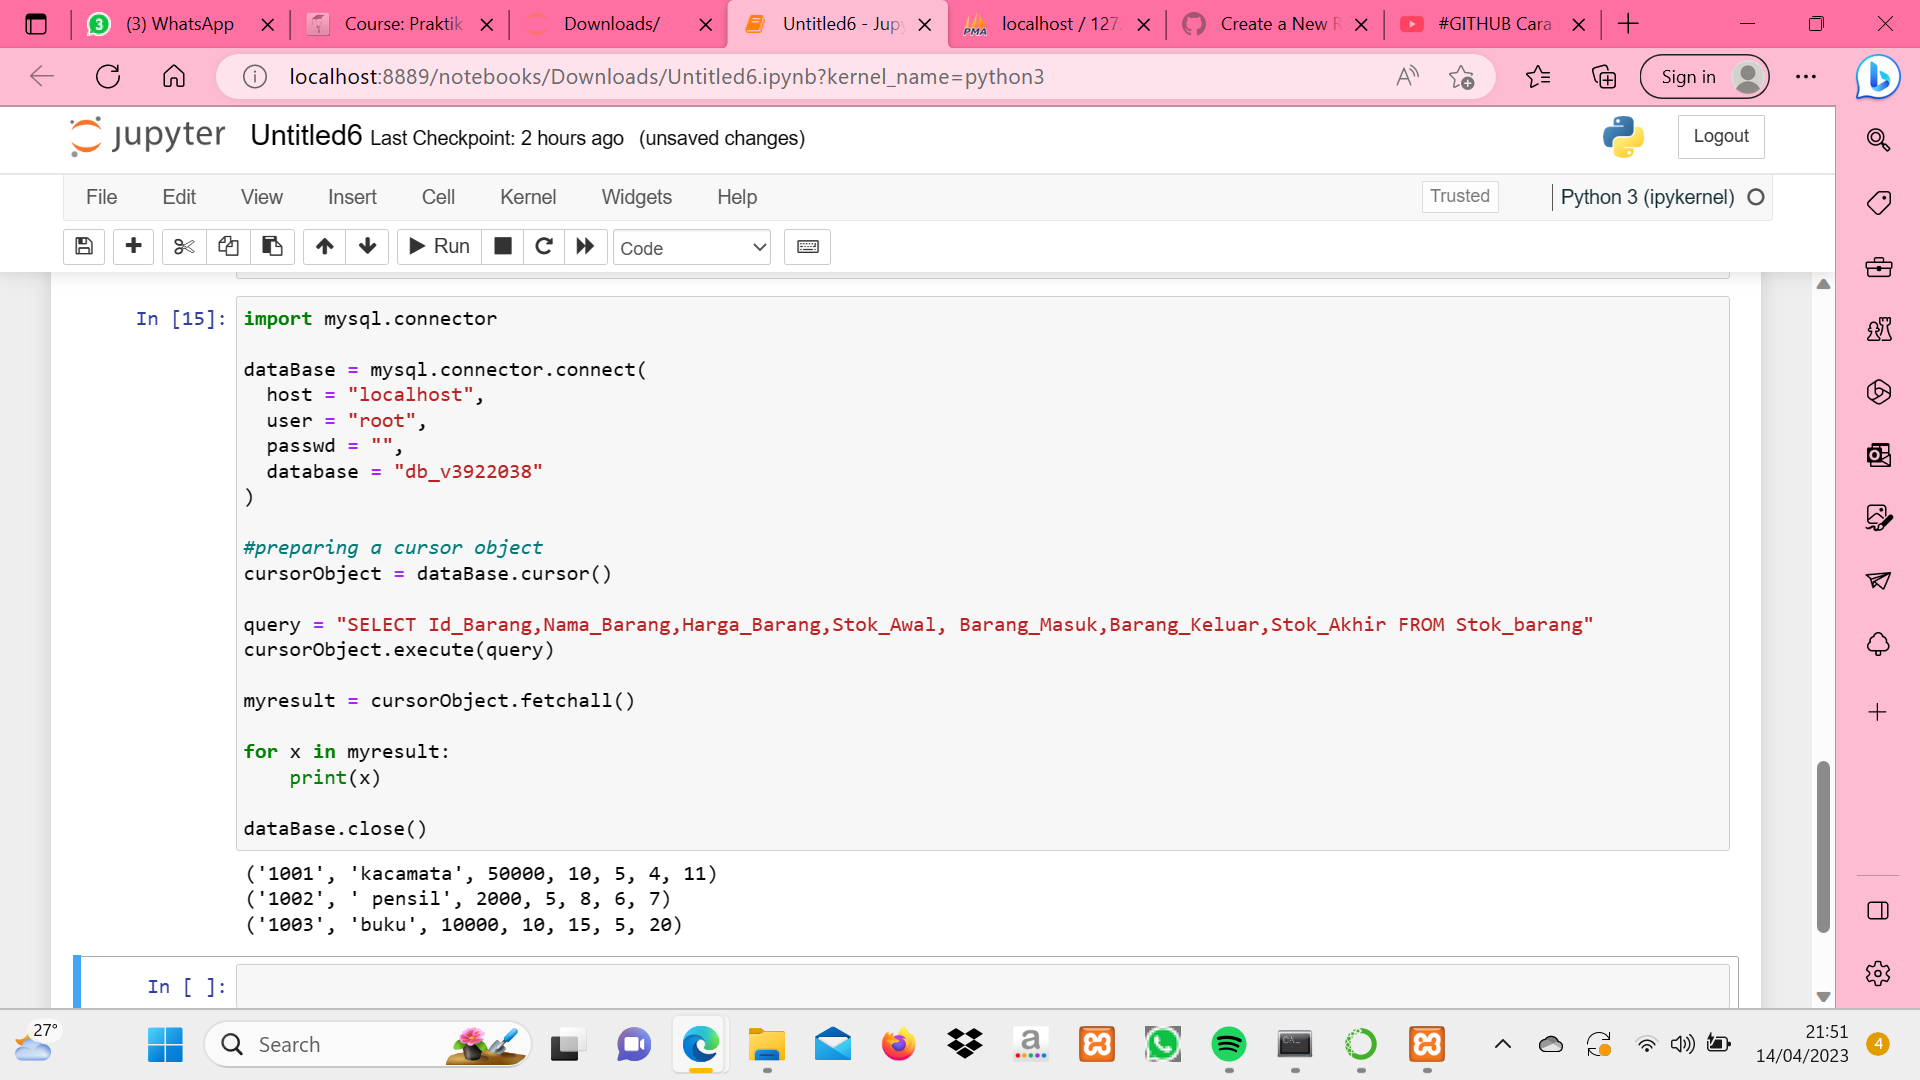 (3) WhatsApp
Course: Praktik
Downloads/
Untitled6 - Jup
localhost / 127.
Create a New R
#GITHUB Cara
localhost:8889/notebooks/Downloads/Untitled6.ipynb?kernel_name=python3
Sign in
jupyter Untitled6 Last Checkpoint: 2 hours ago (unsaved changes)
Logout
File Edit View Insert Cell Kernel Widgets Help
Trusted
Python 3 (ipykernel)
Run
Code
In [15]:
import mysql.connector
dataBase = mysql.connector.connect(
host = "localhost",
user = "root",
passwd = "",
database = "db_v3922038"
)
#preparing a cursor object
cursorObject = dataBase.cursor()
query = "SELECT Id_Barang,Nama_Barang,Harga_Barang,Stok_Awal, Barang_Masuk,Barang_Keluar,Stok_Akhir FROM Stok_barang"
cursorObject.execute(query)
myresult = cursorObject.fetchall()
for x in myresult:
print(x)
dataBase.close()
('1001', 'kacamata', 50000, 10, 5, 4, 11)
('1002', ' pensil', 2000, 5, 8, 6, 7)
('1003', 'buku', 10000, 10, 15, 5, 20)
In [ ]:
27°
Search
21:51
14/04/2023
4